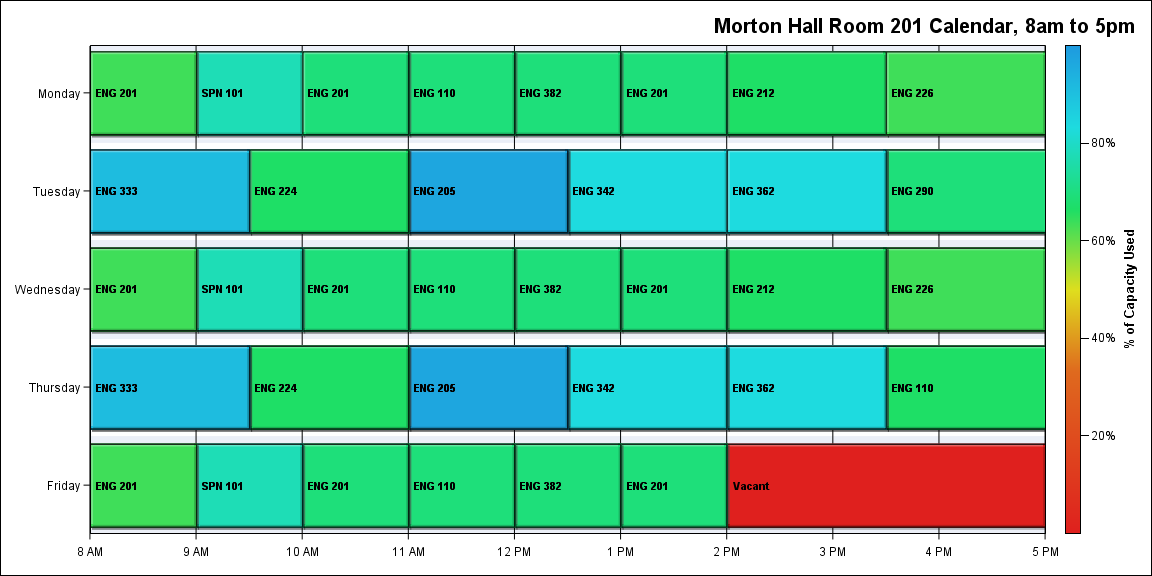 Morton Hall Room 201 Calendar, 8am to 5pm
Monday
ENG 201
SPN 101
ENG 201
ENG 110
ENG 382
ENG 201
ENG 212
ENG 226
Tuesday
ENG 333
ENG 224
ENG 205
ENG 342
ENG 362
ENG 290
Wednesday
ENG 201
SPN 101
ENG 201
ENG 110
ENG 382
ENG 201
ENG 212
ENG 226
Thursday
ENG 333
ENG 224
ENG 205
ENG 342
ENG 362
ENG 110
Friday
ENG 201
SPN 101
ENG 201
ENG 110
ENG 382
ENG 201
Vacant
8 AM
9 AM
10 AM
11 AM
12 PM
1 PM
2 PM
3 PM
4 PM
5 PM
80%
60%
40%
20%
% of Capacity Used